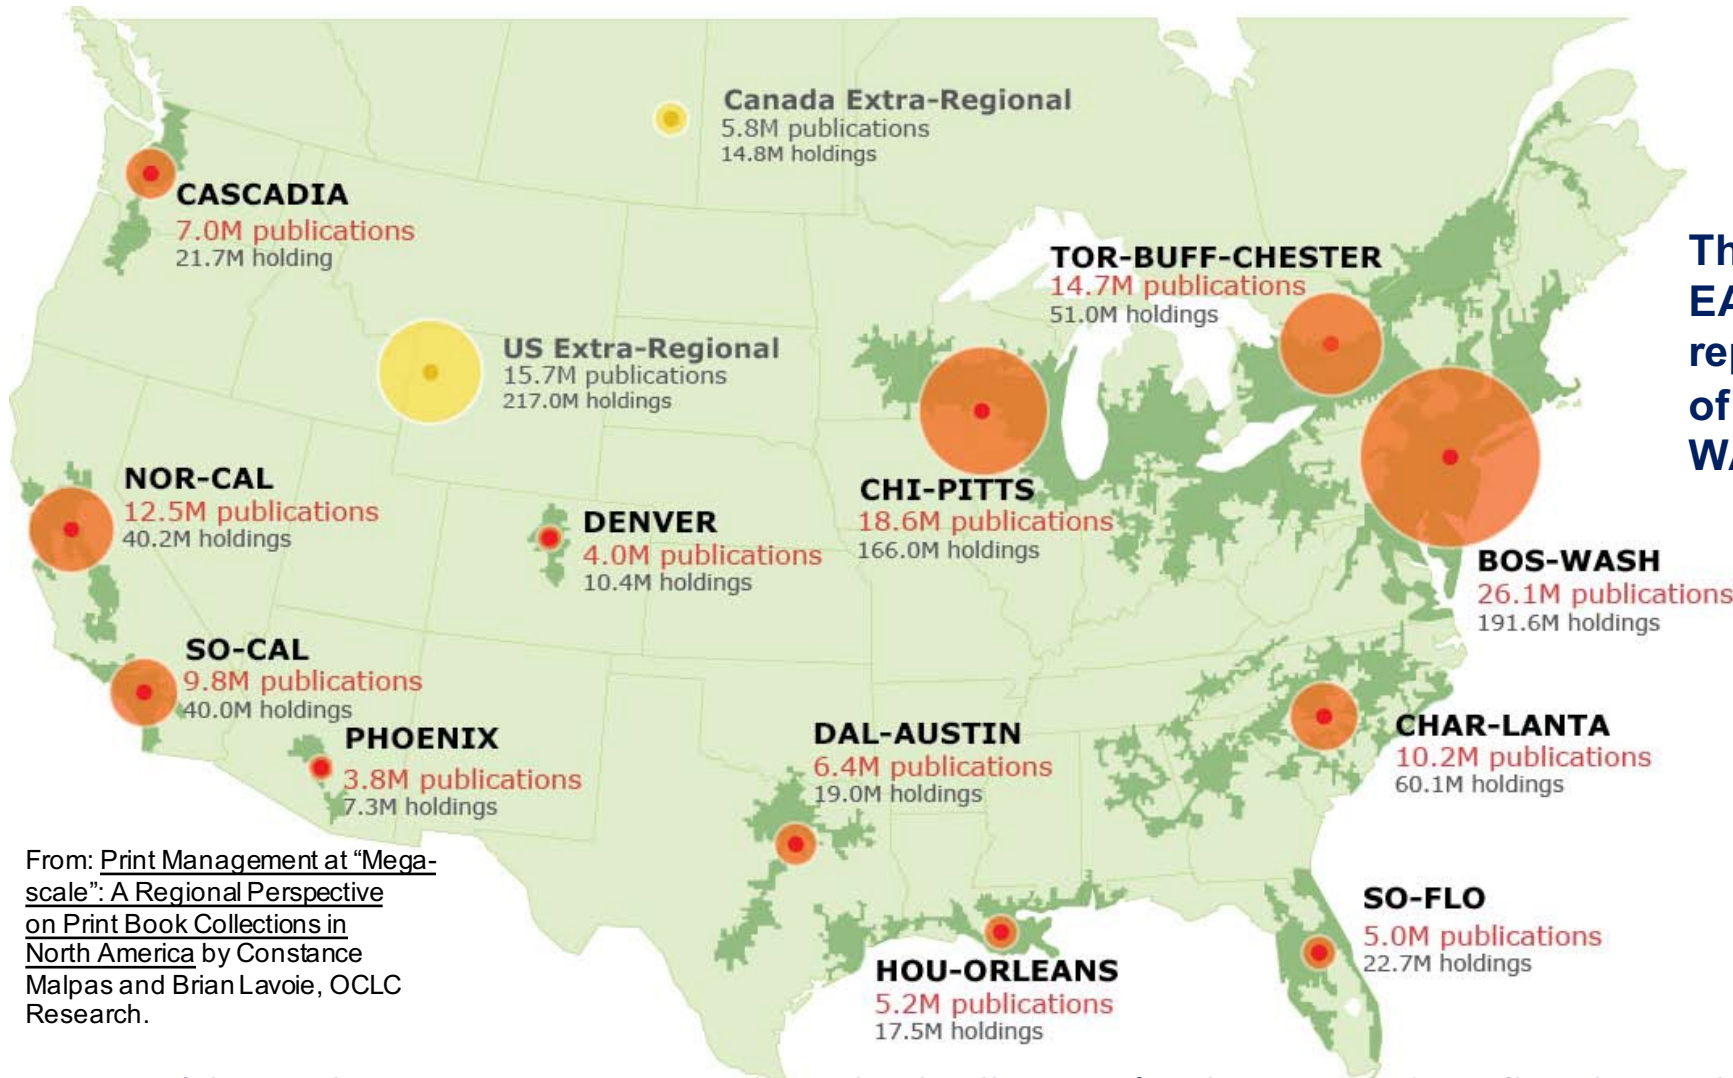 Canada Extra-Regional
5.8M publications
14.8M holdings
CASCADIA
7.0M publications
21.7M holding
TOR-BUFF-CHESTER
14.7M publications
51.0M holdings
US Extra-Regional
15.7M publications
217.0M holdings
NOR-CAL
12.5M publications
40.2M holdings
DENVER
4.0M publications
10.4M holdings
CHI-PITTS
18.6M publications
166.0M holdings
BOS-WASH
26.1M publications
191.6M holdings
SO-CAL
9.8M publications
40.0M holdings
PHOENIX
3.8M publications
7.3M holdings
DAL-AUSTIN
6.4M publications
19.0M holdings
CHAR-LANTA
10.2M publications
60.1M holdings
HOU-ORLEANS
5.2M publications
17.5M holdings
SO-FLO
5.0M publications
22.7M holdings
From: Print Management at “Mega-
scale”: A Regional Perspective
on Print Book Collections in
North America by Constance
Malpas and Brian Lavoie, OCLC
Research.
Th
EA
rep
of
WA